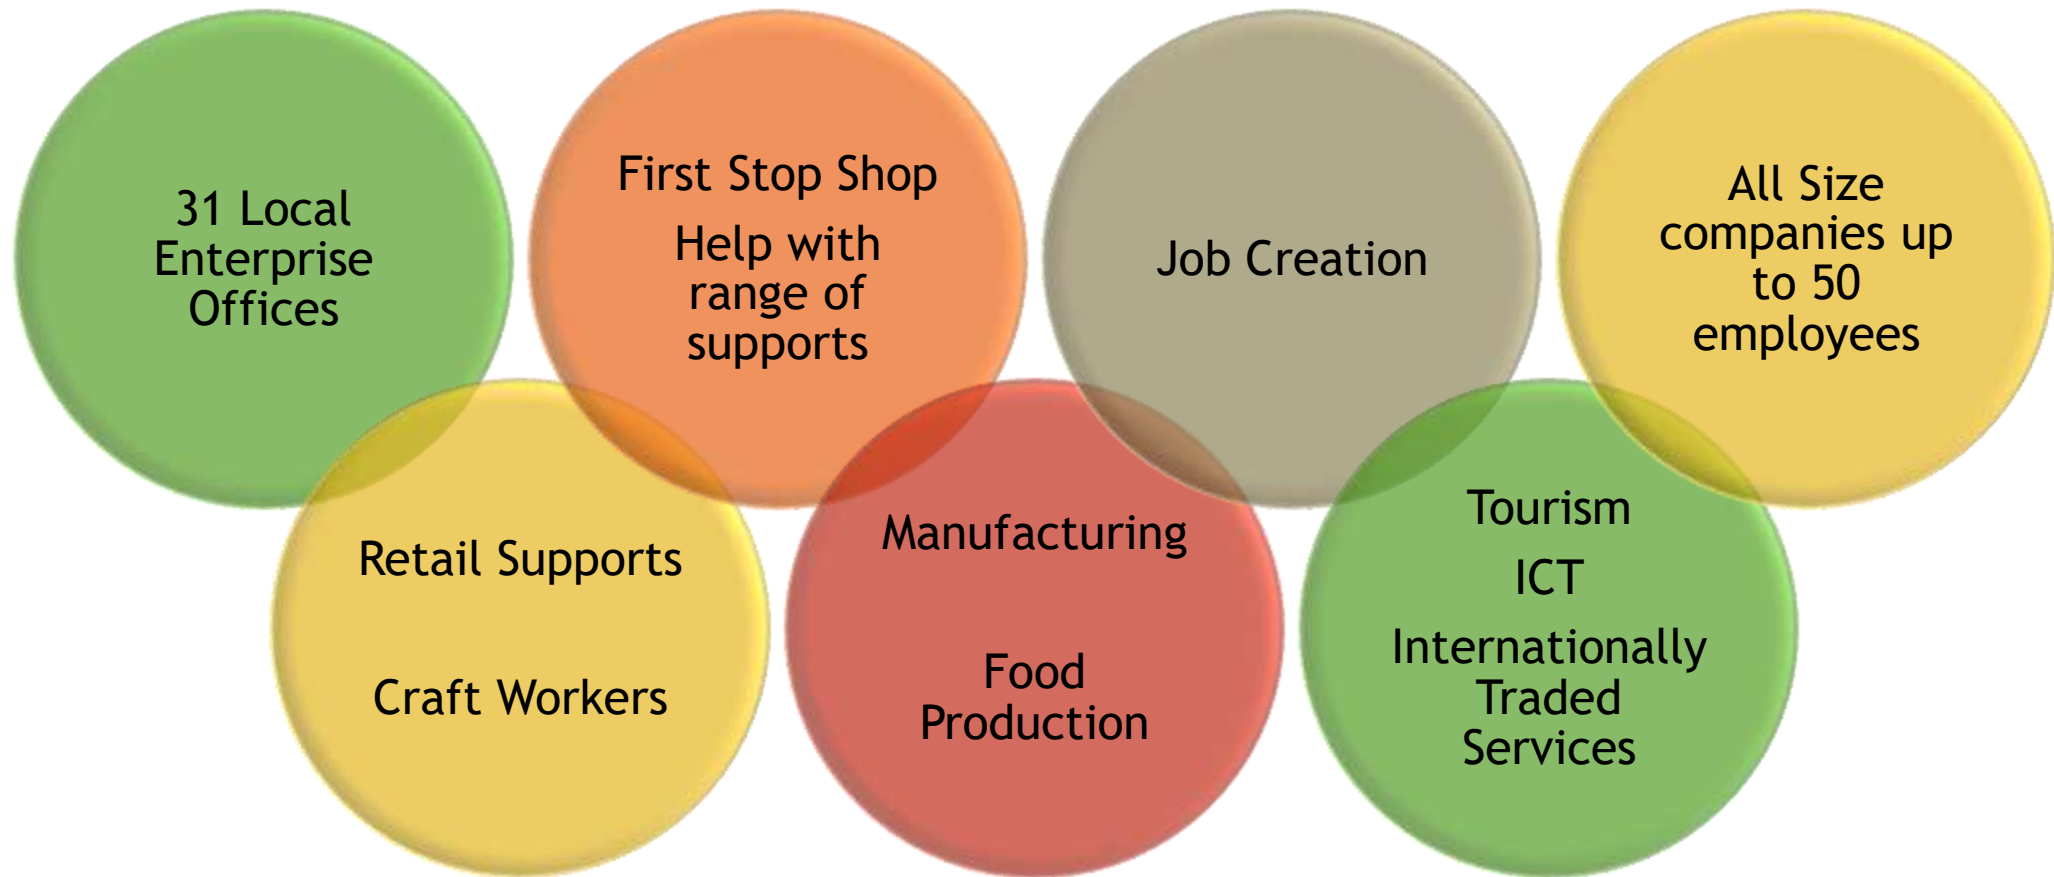 31 Local
Enterprise
Offices
First Stop Shop
Help with
range of
supports
Job Creation
All Size
companies up
to 50
employees
Retail Supports
Craft Workers
Manufacturing
Food
Production
Tourism
ICT
Internationally
Traded
Services